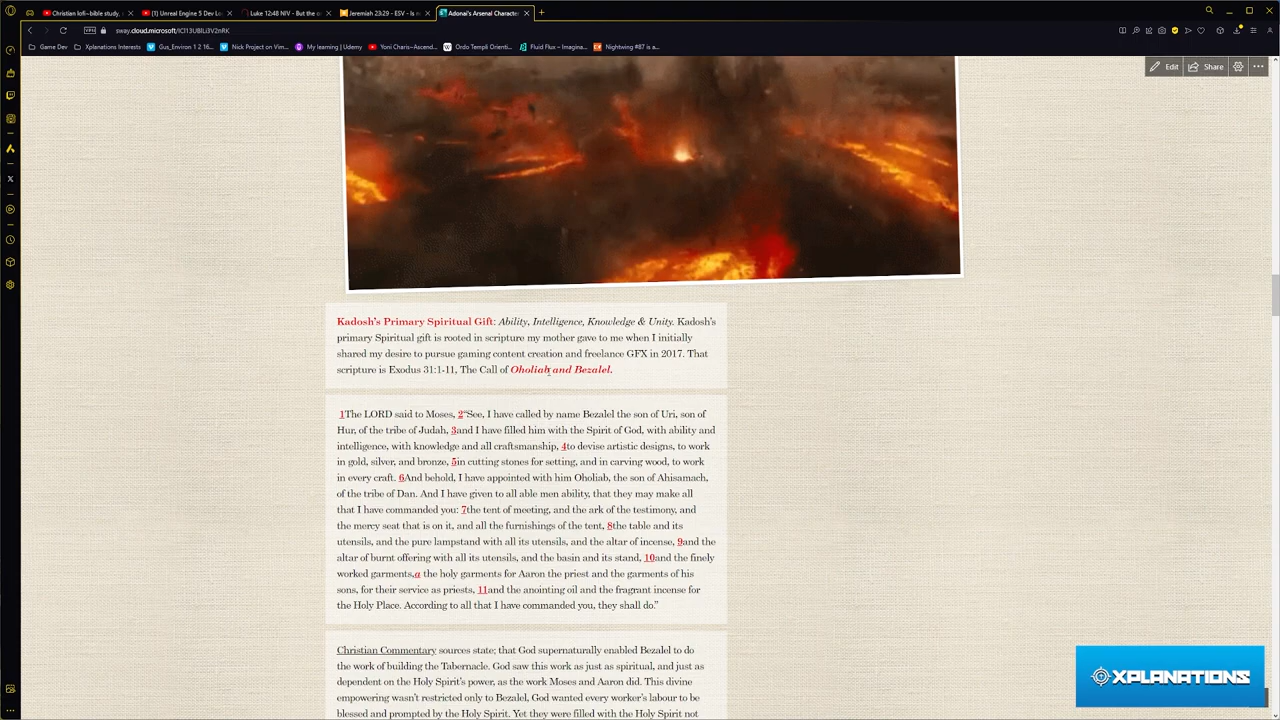 Christian lofi~bible study, s
(1) Unreal Engine 5 Dev Lo
Luke 12:48 NIV - But the o
Jeremiah 23:29 - ESV - Is n
Adonai's Arsenal Character
VPN
sway.cloud.microsoft/ICl13UBlLi3V2nRK
Game Dev
Xplanations Interests
Gus_Environ 1 2 16...
Nick Project on Vim...
My learning | Udemy
Yoni Charis~Ascend...
Ordo Templi Orienti...
Fluid Flux – Imagina...
Nightwing #87 is a...
Edit
Share
Kadosh's Primary Spiritual Gift: Ability, Intelligence, Knowledge & Unity. Kadosh's
primary Spiritual gift is rooted in scripture my mother gave to me when I initially
shared my desire to pursue gaming content creation and freelance GFX in 2017. That
scripture is Exodus 31:1-11, The Call of Oholiab and Bezalel.
1The LORD said to Moses, 2“See, I have called by name Bezalel the son of Uri, son of
Hur, of the tribe of Judah, 3and I have filled him with the Spirit of God, with ability and
intelligence, with knowledge and all craftsmanship, 4to devise artistic designs, to work
in gold, silver, and bronze, 5in cutting stones for setting, and in carving wood, to work
in every craft. 6And behold, I have appointed with him Oholiab, the son of Ahisamach,
of the tribe of Dan. And I have given to all able men ability, that they may make all
that I have commanded you: 7the tent of meeting, and the ark of the testimony, and
the mercy seat that is on it, and all the furnishings of the tent, 8the table and its
utensils, and the pure lampstand with all its utensils, and the altar of incense, 9and the
altar of burnt offering with all its utensils, and the basin and its stand, 10and the finely
worked garments,a the holy garments for Aaron the priest and the garments of his
sons, for their service as priests, 11and the anointing oil and the fragrant incense for
the Holy Place. According to all that I have commanded you, they shall do.”
Christian Commentary sources state; that God supernaturally enabled Bezalel to do
the work of building the Tabernacle. God saw this work as just as spiritual, and just as
dependent on the Holy Spirit's power, as the work Moses and Aaron did. This divine
empowering wasn't restricted only to Bezalel, God wanted every worker's labour to be
blessed and prompted by the Holy Spirit. Yet they were filled with the Holy Spirit not
XPLANATIONS